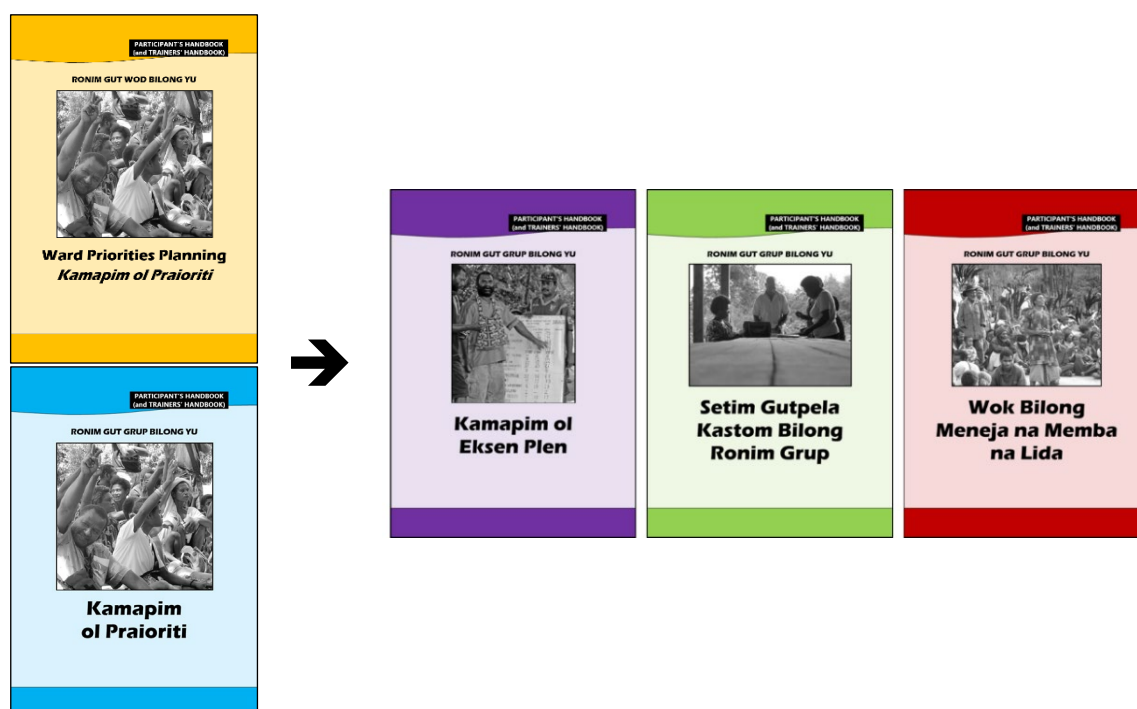 PARTICIPANT'S HANDBOOK
(and TRAINERS' HANDBOOK)
RONIM GUT WOD BILONG YU
Ward Priorities Planning
Kamapim ol Praioriti
PARTICIPANT'S HANDBOOK
(and TRAINERS' HANDBOOK)
RONIM GUT GRUP BILONG YU
Kamapim
ol Praioriti
PARTICIPANT'S HANDBOOK
(and TRAINERS' HANDBOOK)
RONIM GUT GRUP BILONG YU
Kamapim ol
Eksen Plen
PARTICIPANT'S HANDBOOK
(and TRAINERS' HANDBOOK)
RONIM GUT GRUP BILONG YU
Setim Gutpela
Kastom Bilong
Ronim Grup
PARTICIPANT'S HANDBOOK
(and TRAINERS' HANDBOOK)
RONIM GUT GRUP BILONG YU
Wok Bilong
Meneja na Memba
na Lida